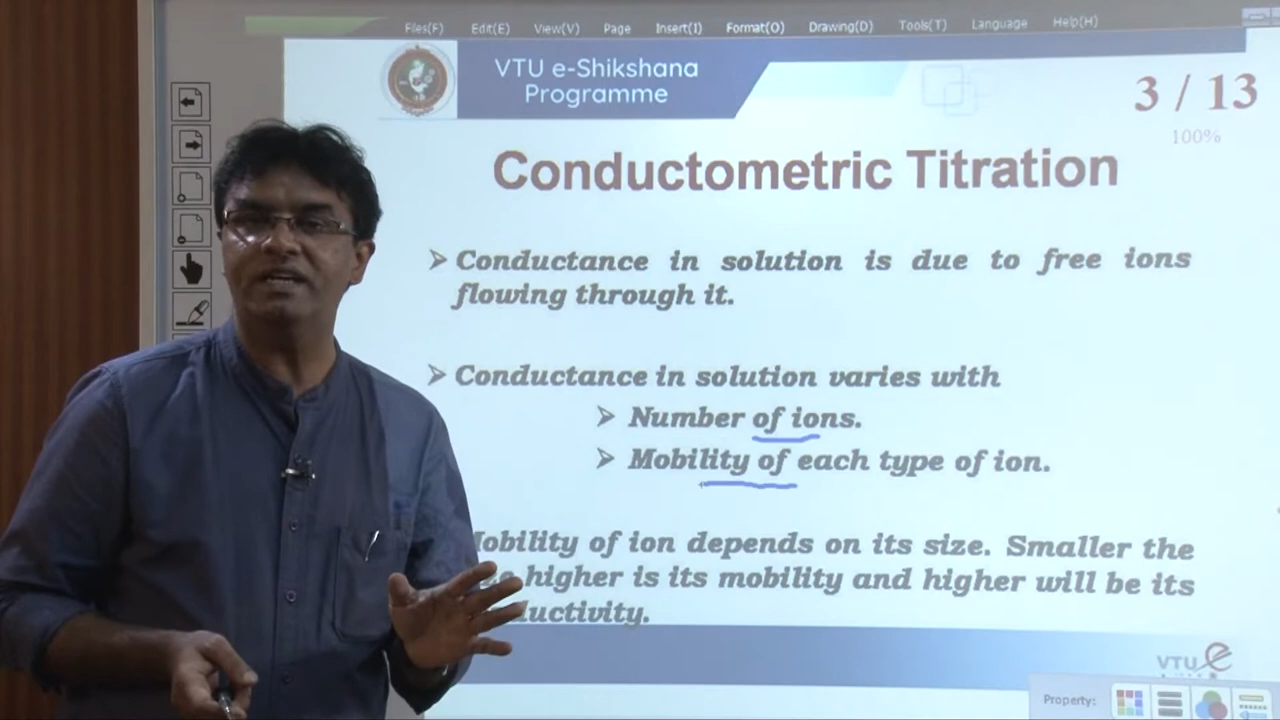 Files(F) Edit(E) View(V) Page Insert(I) Format(O) Drawing(D) Tools(T) Language Help(H)
VTU e-Shikshana
Programme
3 / 13
100%
Conductometric Titration
Conductance in solution is due to free ions
flowing through it.
Conductance in solution varies with
Number of ions.
Mobility of each type of ion.
of ion depends on its size. Smaller the
higher is its mobility and higher will be its
VTU e
Property: